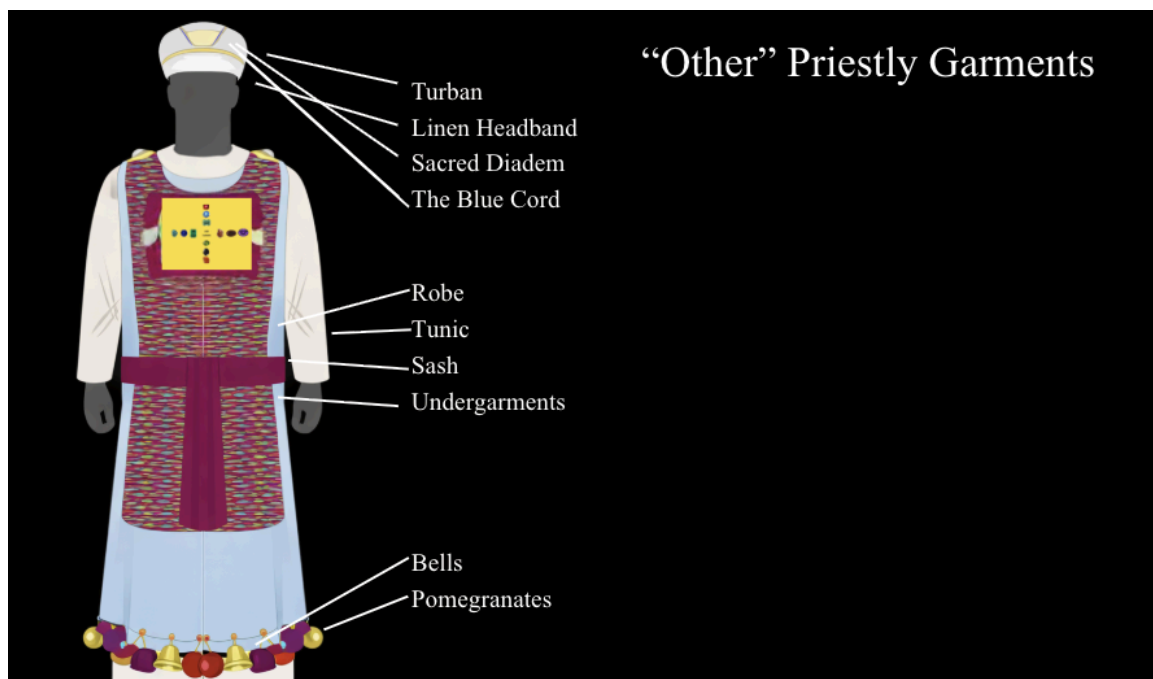 “Other” Priestly Garments
Turban
Linen Headband
Sacred Diadem
The Blue Cord
Robe
Tunic
Sash
Undergarments
Bells
Pomegranates